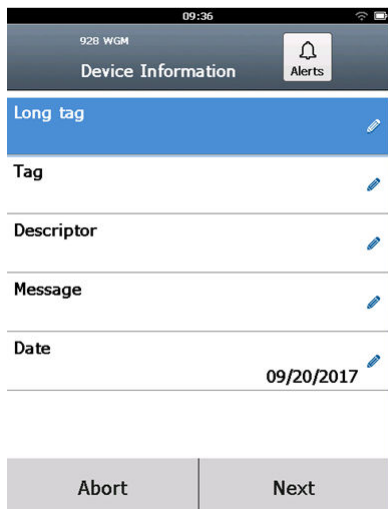 09:36
928 WGM
Device Information
Alerts
Long tag
Tag
Descriptor
Message
Date
09/20/2017
Abort
Next